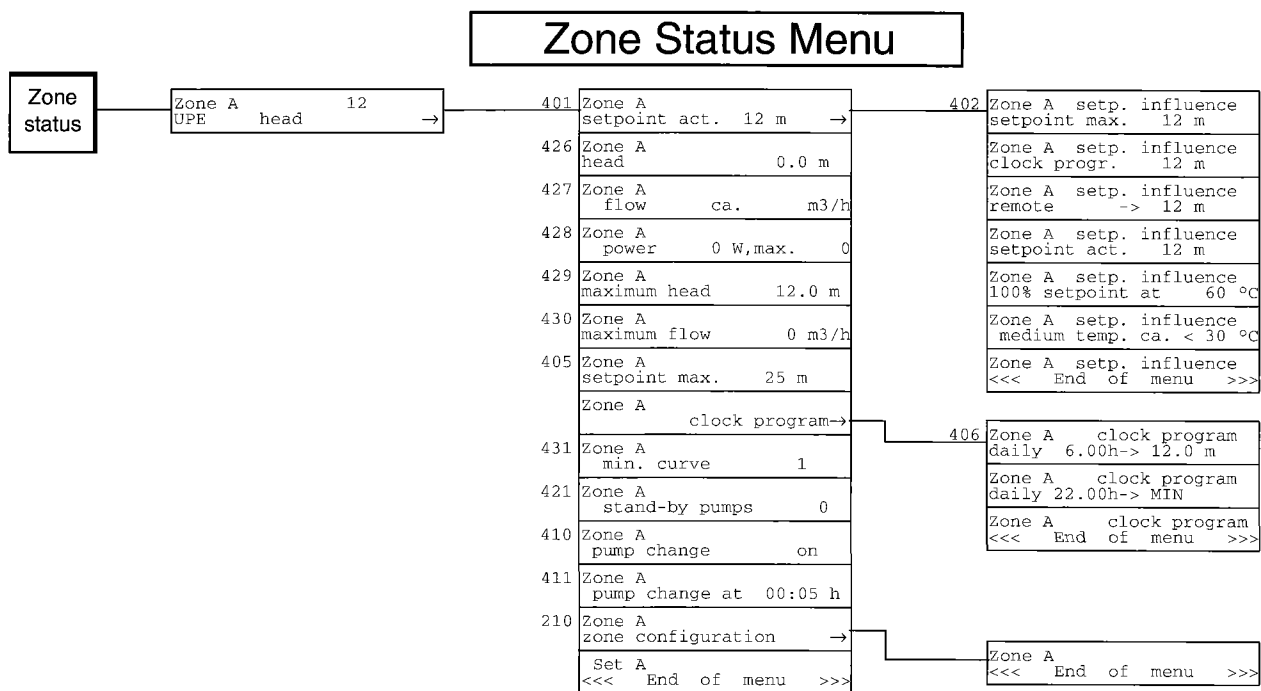 Zone Status Menu
Zone
status
Zone A 12
UPE head →
401 Zone A
setpoint act. 12 m →
426 Zone A
head 0.0 m
427 Zone A
flow ca. m3/h
428 Zone A
power 0 W,max. 0
429 Zone A
maximum head 12.0 m
430 Zone A
maximum flow 0 m3/h
405 Zone A
setpoint max. 25 m
Zone A
clock program→
431 Zone A
min. curve 1
421 Zone A
stand-by pumps 0
410 Zone A
pump change on
411 Zone A
pump change at 00:05 h
210 Zone A
zone configuration →
Set A
<<< End of menu >>>
402 Zone A setp. influence
setpoint max. 12 m
Zone A setp. influence
clock progr. 12 m
Zone A setp. influence
remote -> 12 m
Zone A setp. influence
setpoint act. 12 m
Zone A setp. influence
100% setpoint at 60 °C
Zone A setp. influence
medium temp. ca. < 30 °C
Zone A setp. influence
<<< End of menu >>>
406 Zone A clock program
daily 6.00h-> 12.0 m
Zone A clock program
daily 22.00h-> MIN
Zone A clock program
<<< End of menu >>>
Zone A
<<< End of menu >>>